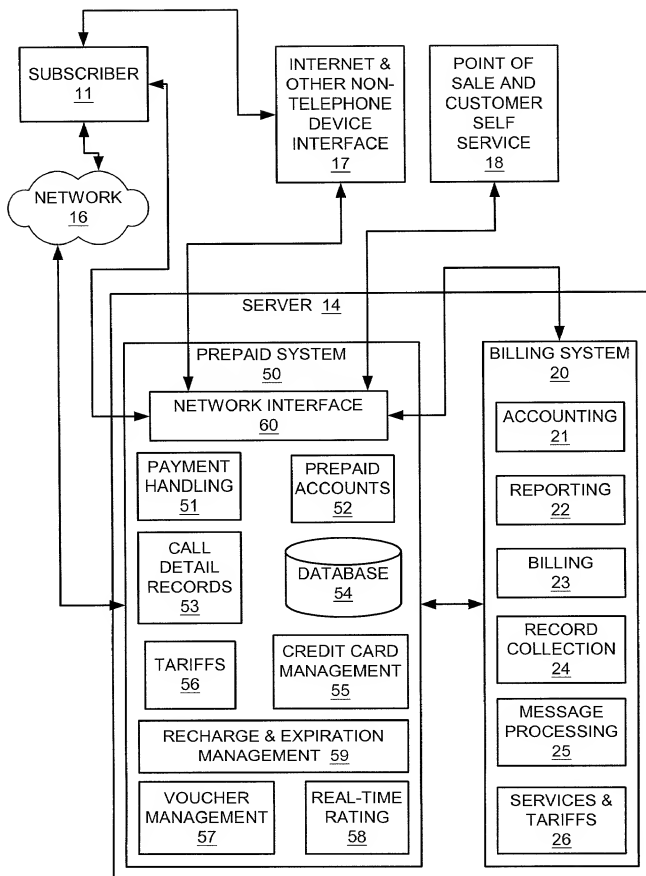 SUBSCRIBER
11
INTERNET &
OTHER NON-
TELEPHONE
DEVICE
INTERFACE
17
POINT OF
SALE AND
CUSTOMER
SELF
SERVICE
18
NETWORK
16
SERVER 14
PREPAID SYSTEM
50
NETWORK INTERFACE
60
PAYMENT
HANDLING
51
PREPAID
ACCOUNTS
52
CALL
DETAIL
RECORDS
53
DATABASE
54
TARIFFS
56
CREDIT CARD
MANAGEMENT
55
RECHARGE & EXPIRATION
MANAGEMENT 59
VOUCHER
MANAGEMENT
57
REAL-TIME
RATING
58
BILLING SYSTEM
20
ACCOUNTING
21
REPORTING
22
BILLING
23
RECORD
COLLECTION
24
MESSAGE
PROCESSING
25
SERVICES &
TARIFFS
26